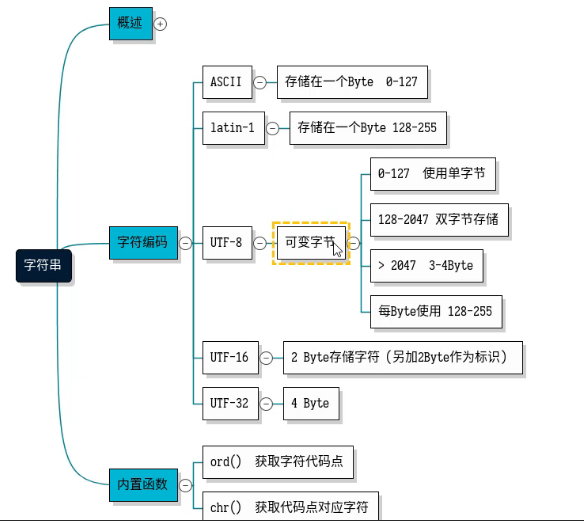 概述
ASCII
存储在一个Byte 0-127
latin-1
存储在一个Byte 128-255
0-127 使用单字节
128-2047 双字节存储
字符编码
UTF-8
可变字节
字符串
> 2047 3-4Byte
每Byte使用 128-255
UTF-16
2 Byte存储字符（另加2Byte作为标识）
UTF-32
4 Byte
ord() 获取字符代码点
内置函数
chr() 获取代码点对应字符